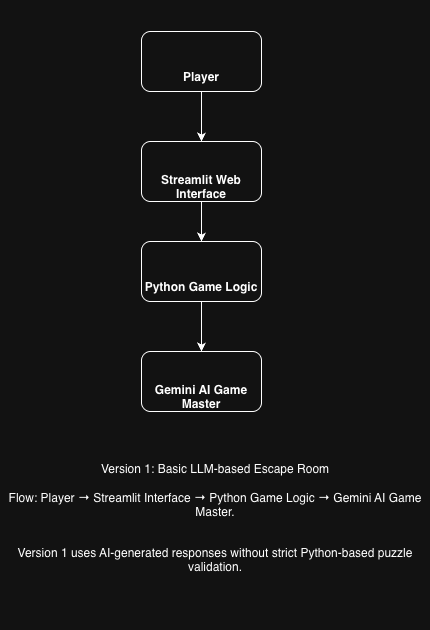 Player
Streamlit Web
Interface
Python Game Logic
Gemini AI Game
Master
Version 1: Basic LLM-based Escape Room
Flow: Player → Streamlit Interface → Python Game Logic → Gemini AI Game
Master.
Version 1 uses AI-generated responses without strict Python-based puzzle
validation.